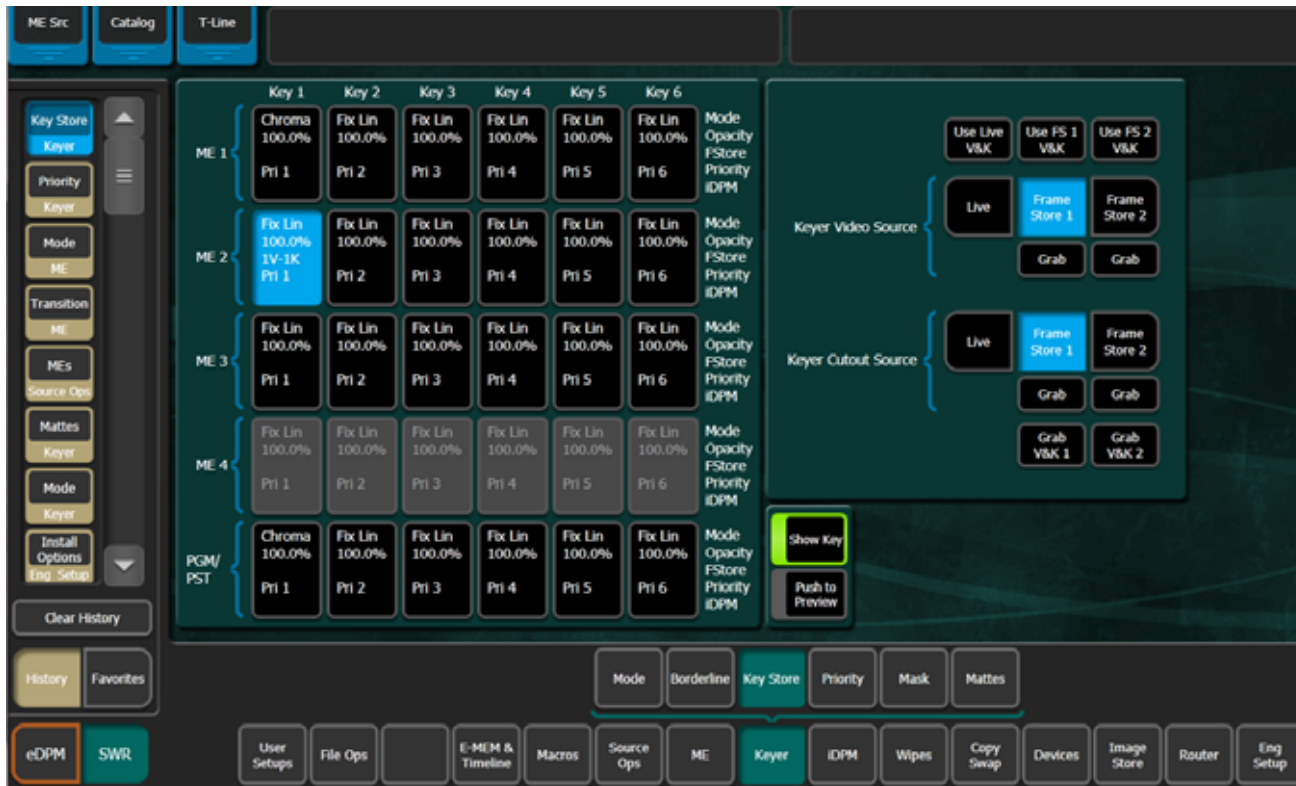 ME Src Catalog T-Line
Key Store
Keyer
Priority
Keyer
Mode
ME
Transition
ME
MEs
Source Ops
Mattes
Keyer
Mode
Keyer
Install
Options
Eng Setup
Clear History
History Favorites
eDPM SWR
Key 1 Key 2 Key 3 Key 4 Key 5 Key 6
ME 1
Chroma Fix Lin Fix Lin Fix Lin Fix Lin Fix Lin Mode
100.0% 100.0% 100.0% 100.0% 100.0% 100.0% Opacity
FStore
Pri 1 Pri 2 Pri 3 Pri 4 Pri 5 Pri 6 Priority
iDPM
ME 2
Fix Lin Fix Lin Fix Lin Fix Lin Fix Lin Fix Lin Mode
100.0% 100.0% 100.0% 100.0% 100.0% 100.0% Opacity
1V-1K FStore
Pri 1 Pri 2 Pri 3 Pri 4 Pri 5 Pri 6 Priority
iDPM
ME 3
Fix Lin Fix Lin Fix Lin Fix Lin Fix Lin Fix Lin Mode
100.0% 100.0% 100.0% 100.0% 100.0% 100.0% Opacity
FStore
Pri 1 Pri 2 Pri 3 Pri 4 Pri 5 Pri 6 Priority
iDPM
ME 4
Fix Lin Fix Lin Fix Lin Fix Lin Fix Lin Fix Lin Mode
100.0% 100.0% 100.0% 100.0% 100.0% 100.0% Opacity
FStore
Pri 1 Pri 2 Pri 3 Pri 4 Pri 5 Pri 6 Priority
iDPM
PGM/
PST
Chroma Fix Lin Fix Lin Fix Lin Fix Lin Fix Lin Mode
100.0% 100.0% 100.0% 100.0% 100.0% 100.0% Opacity
FStore
Pri 1 Pri 2 Pri 3 Pri 4 Pri 5 Pri 6 Priority
iDPM
Use Live Use FS 1 Use FS 2
V&K V&K V&K
Keyer Video Source
Live Frame Frame
Store 1 Store 2
Grab Grab
Keyer Cutout Source
Live Frame Frame
Store 1 Store 2
Grab Grab
Grab Grab
V&K 1 V&K 2
Show Key
Push to
Preview
Mode Borderline Key Store Priority Mask Mattes
User File Ops E-MEM & Macros Source ME Keyer iDPM Wipes Copy Devices Image Router Eng
Setups Timeline Ops Swap Store Setup